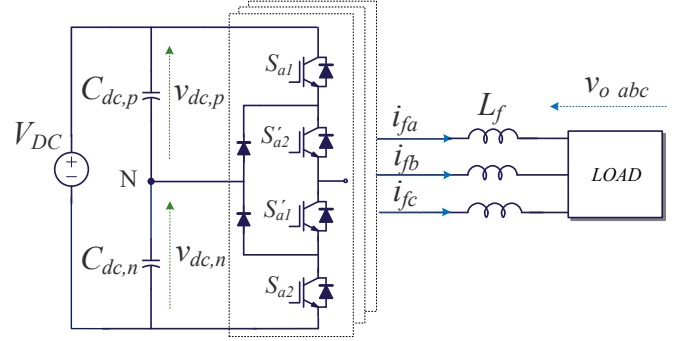 S_{a1}
C_{dc,p}
v_{dc,p}
v_{o abc}
i_{fa}
L_f
V_{DC}
S'_{a2}
+
−
N
i_{fb}
LOAD
S'_{a1}
i_{fc}
C_{dc,n}
v_{dc,n}
S_{a2}